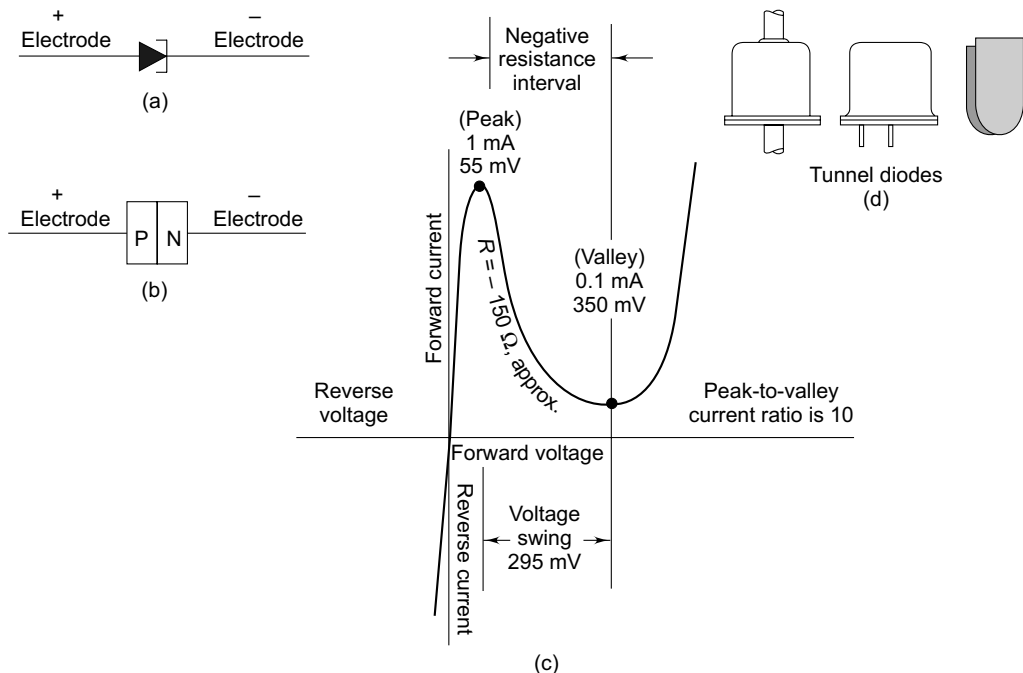 +
Electrode
–
Electrode
(a)
+
Electrode
–
Electrode
P
N
(b)
Negative
resistance
interval
(Peak)
1 mA
55 mV
Forward current
R = – 150 Ω, approx.
(Valley)
0.1 mA
350 mV
Reverse
voltage
Peak-to-valley
current ratio is 10
Forward voltage
Reverse current
Voltage
swing
295 mV
(c)
Tunnel diodes
(d)